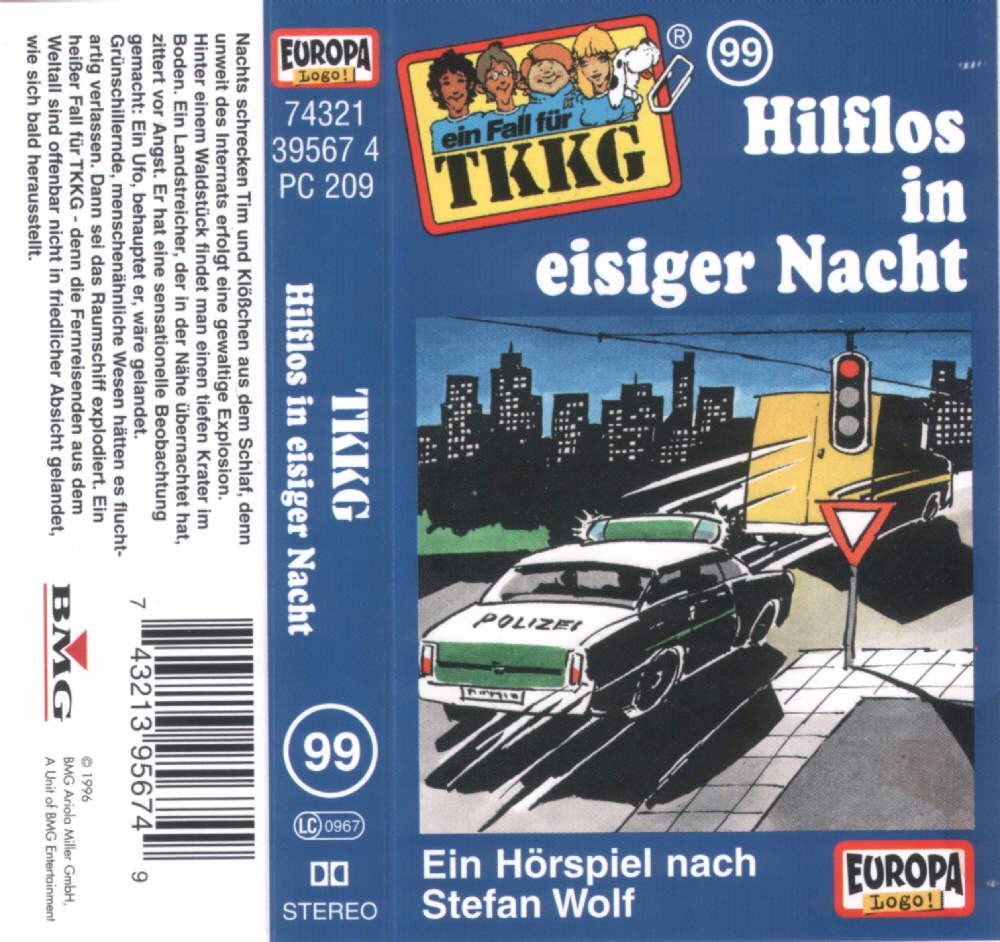 Nachts schrecken Tim und Klößchen aus dem Schlaf, denn
unweit des Internats erfolgt eine gewaltige Explosion.
Hinter einem Waldstück findet man einen tiefen Krater im
Boden. Ein Landstreicher, der in der Nähe übernachtet hat,
zittert vor Angst. Er hat eine sensationelle Beobachtung
gemacht: Ein Ufo, behauptet er, wäre gelandet.
Grünschillernde, menschenähnliche Wesen hätten es flucht-
artig verlassen. Dann sei das Raumschiff explodiert. Ein
heißer Fall für TKKG - denn die Fernreisenden aus dem
Weltall sind offenbar nicht in friedlicher Absicht gelandet,
wie sich bald herausstellt.
BMG
© 1996
BMG Ariola Miller GmbH,
A Unit of BMG Entertainment
7 43213 95674 9
EUROPA
Logo!
74321
39567 4
PC 209
TKKG
Hilflos in eisiger Nacht
99
LC 0967
STEREO
ein Fall für
TKKG
®
99
Hilflos
in
eisiger Nacht
POLIZEI
Ein Hörspiel nach
Stefan Wolf
EUROPA
Logo!